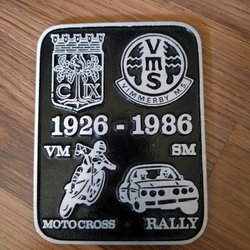 C X
VMS
VIMMERBY M.S.
1926 - 1986
VM SM
MOTOCROSS RALLY